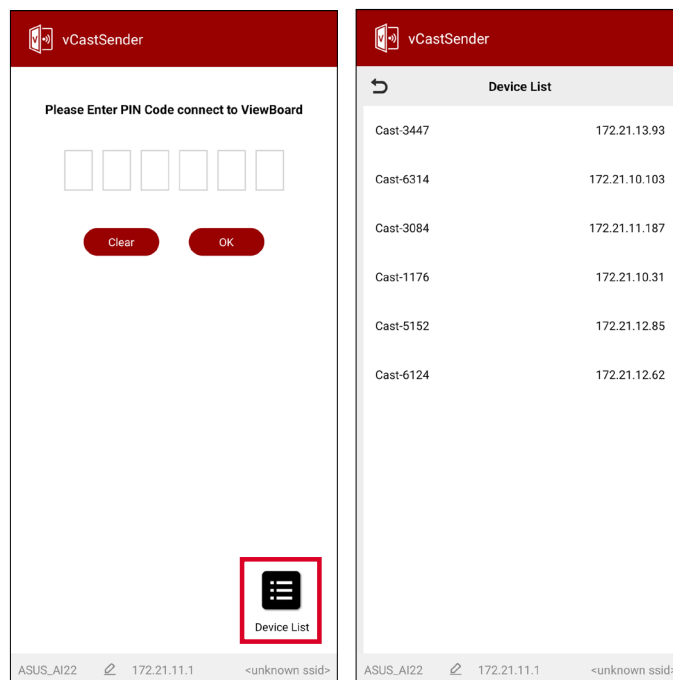 vCastSender
Please Enter PIN Code connect to ViewBoard
Clear
OK
Device List
ASUS_AI22 172.21.11.1 <unknown ssid>
vCastSender
Device List
Cast-3447 172.21.13.93
Cast-6314 172.21.10.103
Cast-3084 172.21.11.187
Cast-1176 172.21.10.31
Cast-5152 172.21.12.85
Cast-6124 172.21.12.62
ASUS_AI22 172.21.11.1 <unknown ssid>